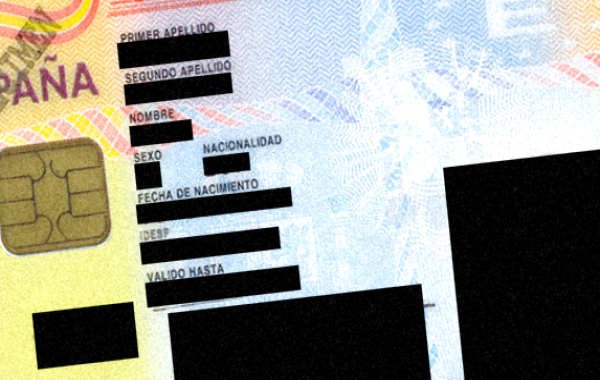 PRIMER APELLIDO
PAÑA
SEGUNDO APELLIDO
NOMBRE
SEXO NACIONALIDAD
FECHA DE NACIMIENTO
IDESP
VALIDO HASTA